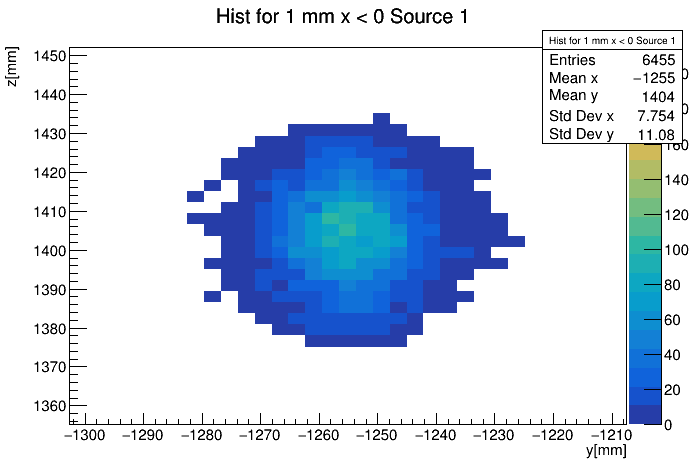 Hist for 1 mm x < 0 Source 1
z[mm]
Hist for 1 mm x < 0 Source 1
Entries 6455
Mean x −1255
Mean y 1404
Std Dev x 7.754
Std Dev y 11.08
1450
1440
1430
1420
1410
1400
1390
1380
1370
1360
160
140
120
100
80
60
40
20
0
−1300 −1290 −1280 −1270 −1260 −1250 −1240 −1230 −1220 −1210
y[mm]